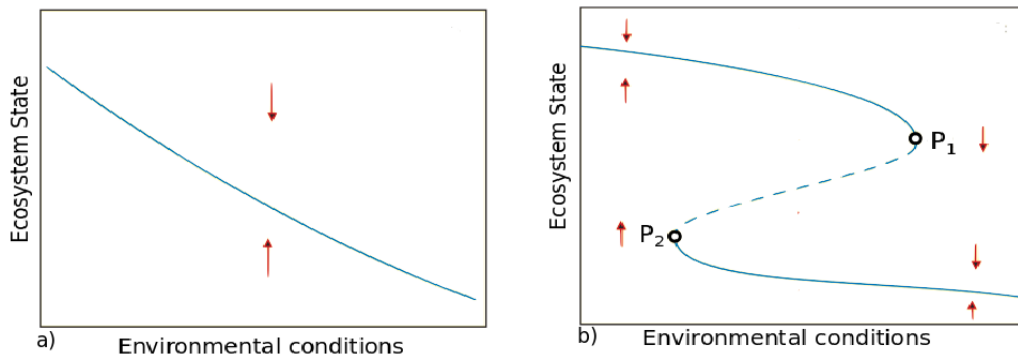 Ecosystem State
a)
Environmental conditions
Ecosystem State
P1
P2
b)
Environmental conditions